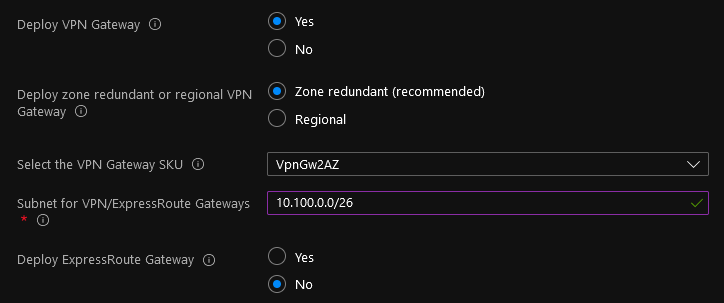 Deploy VPN Gateway
Yes
No
Deploy zone redundant or regional VPN
Gateway
Zone redundant (recommended)
Regional
Select the VPN Gateway SKU
VpnGw2AZ
Subnet for VPN/ExpressRoute Gateways
*
10.100.0.0/26
Deploy ExpressRoute Gateway
Yes
No